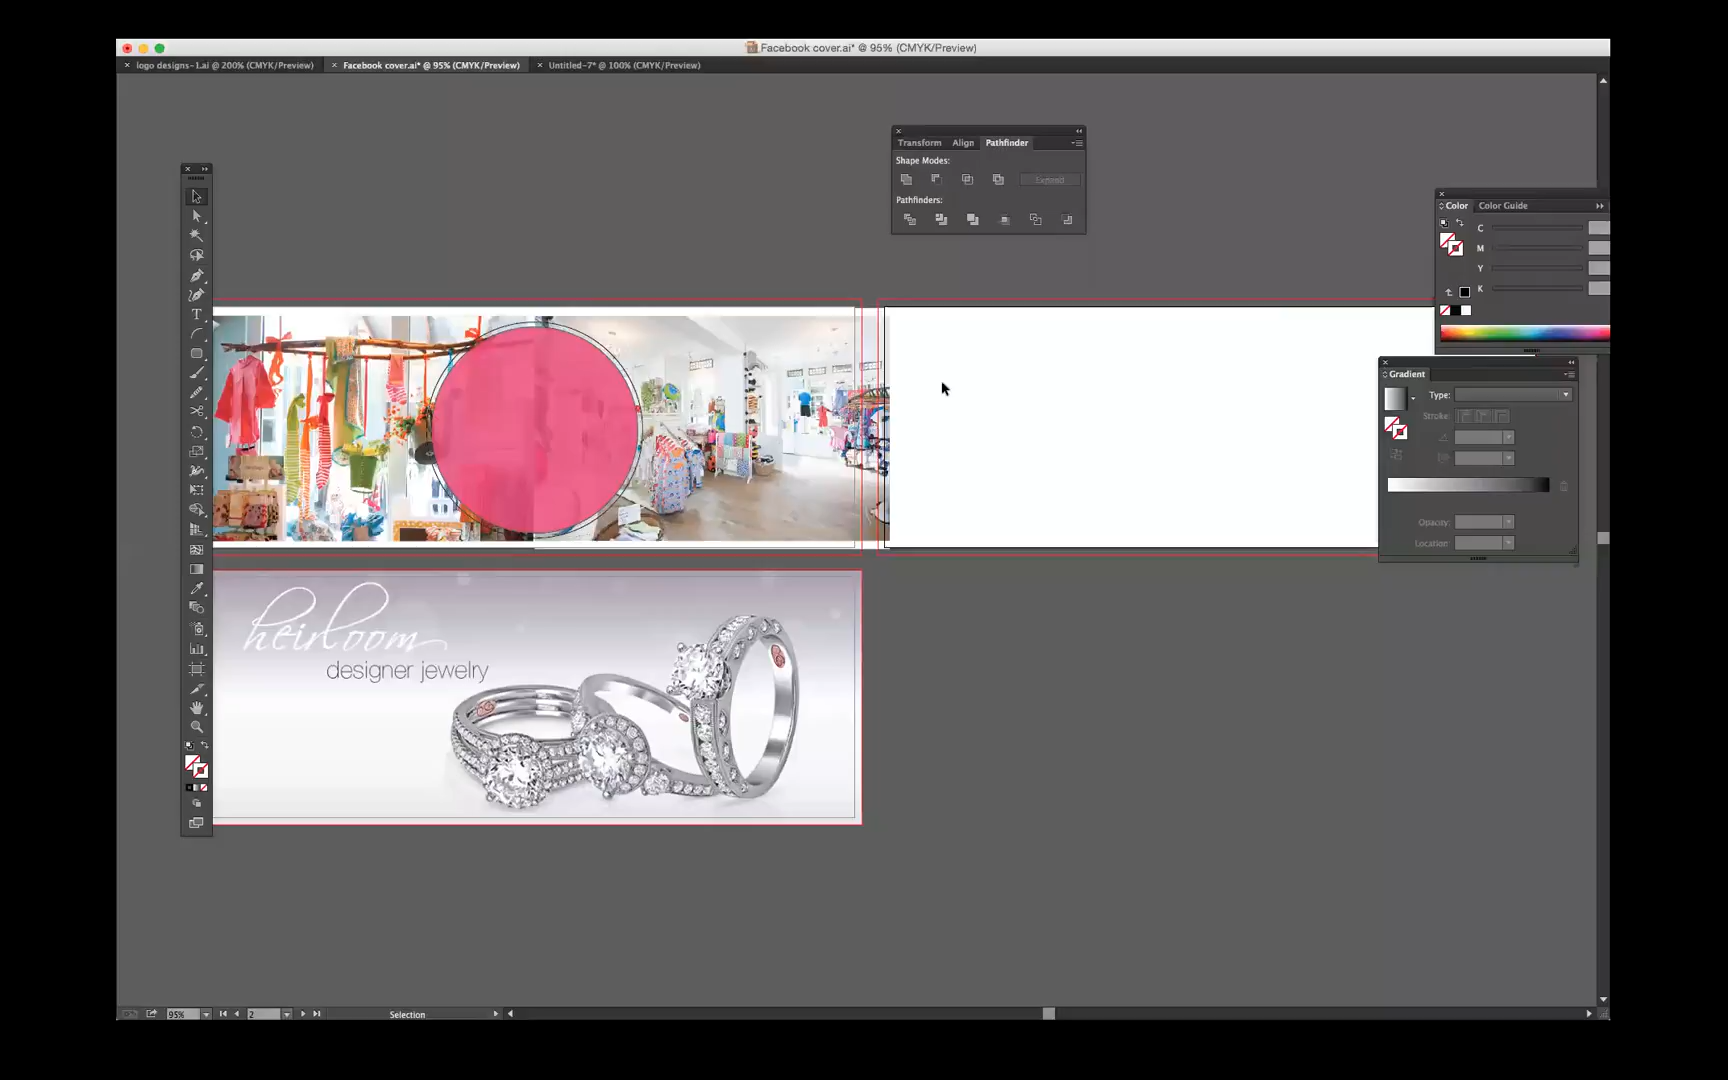 Facebook cover.ai* @ 95% (CMYK/Preview)
logo designs-1.ai @ 200% (CMYK/Preview)
Facebook cover.ai* @ 95% (CMYK/Preview)
Untitled-7* @ 100% (CMYK/Preview)
Transform Align Pathfinder
Shape Modes:
Expand
Pathfinders:
Color Color Guide
C
M
Y
K
Gradient
Type:
Stroke:
Opacity:
Location:
heirloom
designer jewelry
95%
2
Selection